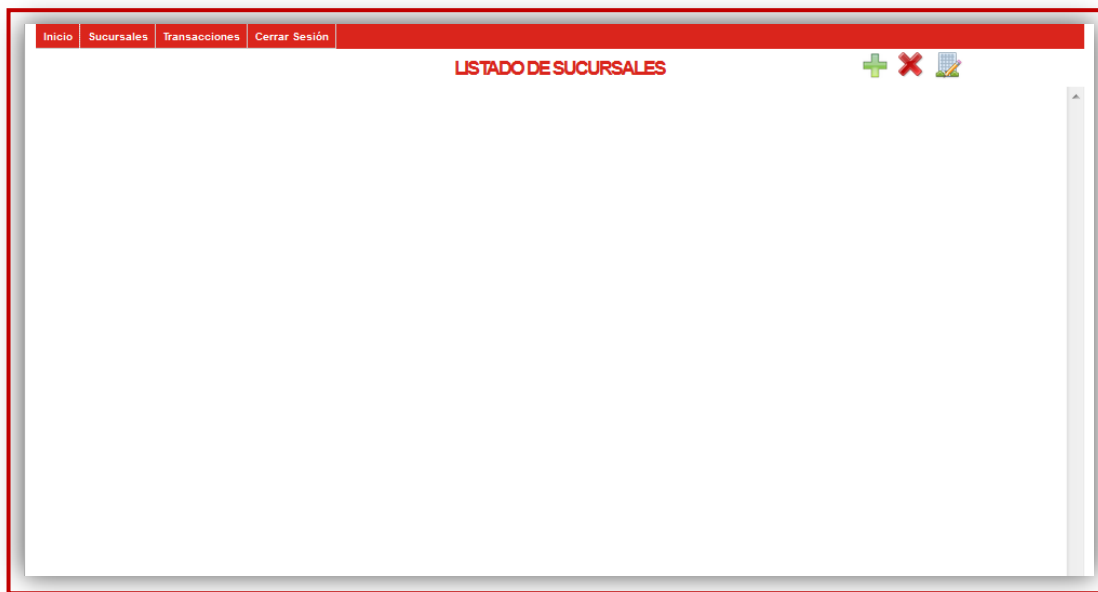 Inicio Sucursales Transacciones Cerrar Sesión
LISTADO DE SUCURSALES